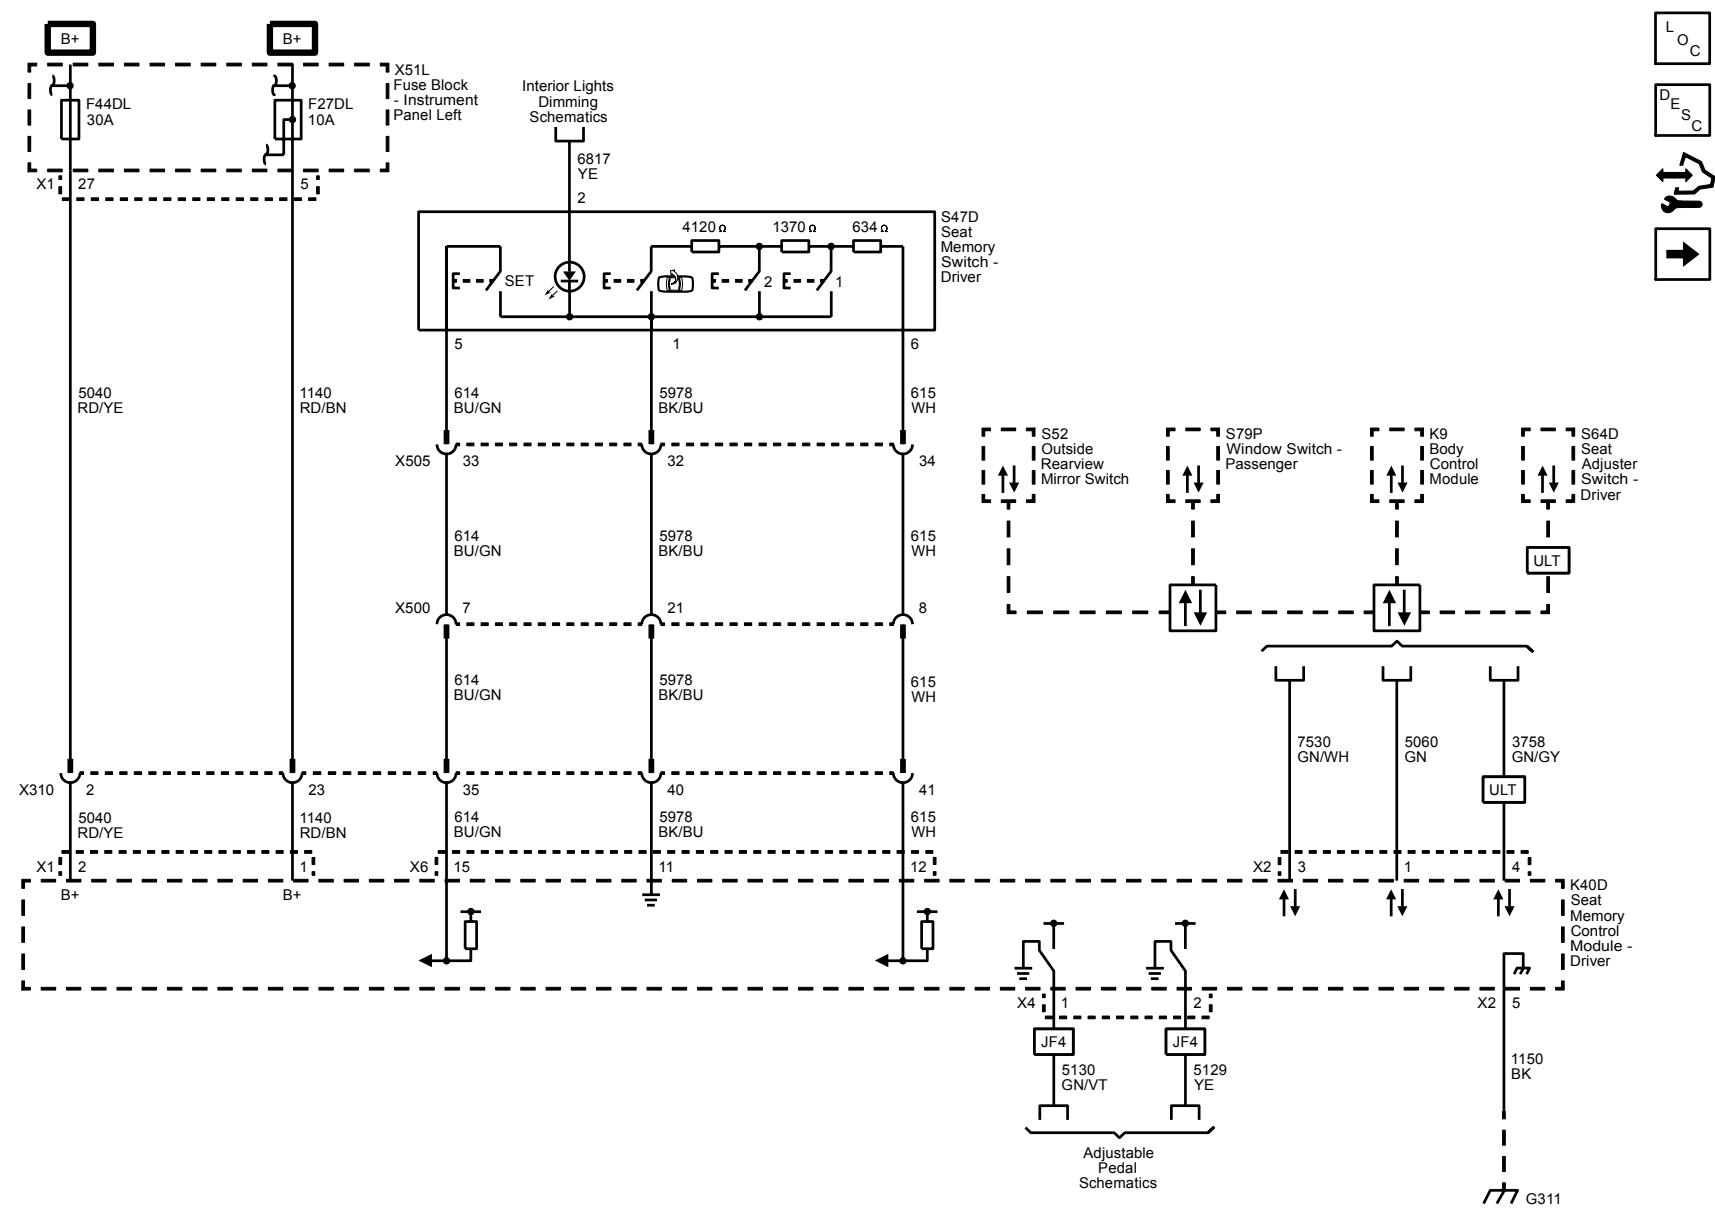 B+
B+
X51L
Fuse Block
- Instrument
Panel Left
F44DL
30A
F27DL
10A
X1
27
5
Interior Lights
Dimming
Schematics
6817
YE
2
L
O
C
D
E
S
C
S47D
Seat
Memory
Switch -
Driver
4120 Ω
1370 Ω
634 Ω
SET
2
1
5
1
6
5040
RD/YE
1140
RD/BN
614
BU/GN
5978
BK/BU
615
WH
X505
33
32
34
S52
Outside
Rearview
Mirror Switch
S79P
Window Switch -
Passenger
K9
Body
Control
Module
S64D
Seat
Adjuster
Switch -
Driver
614
BU/GN
5978
BK/BU
615
WH
ULT
X500
7
21
8
614
BU/GN
5978
BK/BU
615
WH
7530
GN/WH
5060
GN
3758
GN/GY
ULT
X310
2
23
35
40
41
5040
RD/YE
1140
RD/BN
614
BU/GN
5978
BK/BU
615
WH
X1
2
1
X6
15
11
12
X2
3
1
4
B+
B+
K40D
Seat
Memory
Control
Module -
Driver
X4
1
2
X2
5
JF4
JF4
5130
GN/VT
5129
YE
1150
BK
Adjustable
Pedal
Schematics
G311